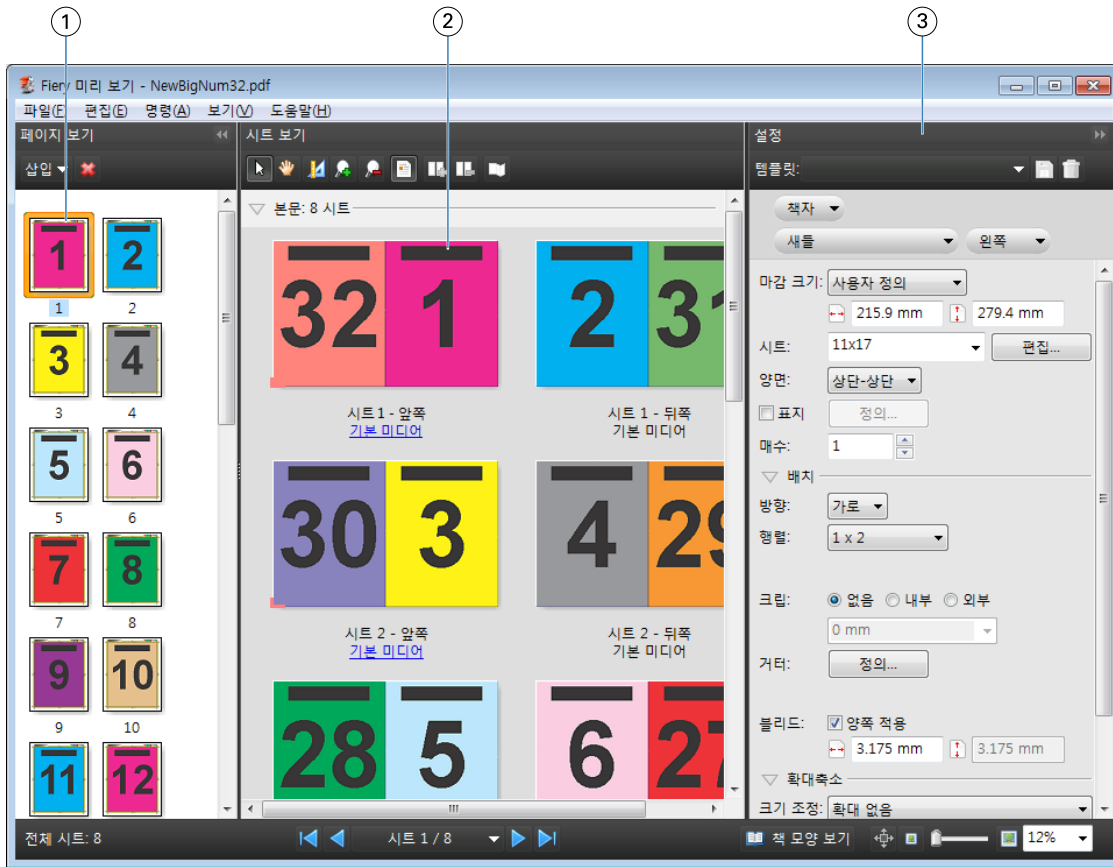 1 2 3
Fiery 미리 보기 - NewBigNum32.pdf
파일(F) 편집(E) 명령(A) 보기(V) 도움말(H)
페이지 보기
삽입
1 2
1 2
3 4
3 4
5 6
5 6
7 8
7 8
9 10
9 10
11 12
전체 시트: 8
시트 보기
본문: 8 시트
32 1 2 31
시트 1 - 앞쪽 시트 1 - 뒤쪽
기본 미디어 기본 미디어
30 3 4 29
시트 2 - 앞쪽 시트 2 - 뒤쪽
기본 미디어 기본 미디어
28 5 6 27
시트 1 / 8
설정
템플릿:
책자
새들 왼쪽
마감 크기: 사용자 정의
215.9 mm 279.4 mm
시트: 11x17 편집...
양면: 상단-상단
표지 정의...
매수: 1
배치
방향: 가로
행렬: 1 x 2
크립: 없음 내부 외부
0 mm
거터: 정의...
블리드: 양쪽 적용
3.175 mm 3.175 mm
확대축소
크기 조정: 확대 없음
책 모양 보기 12%